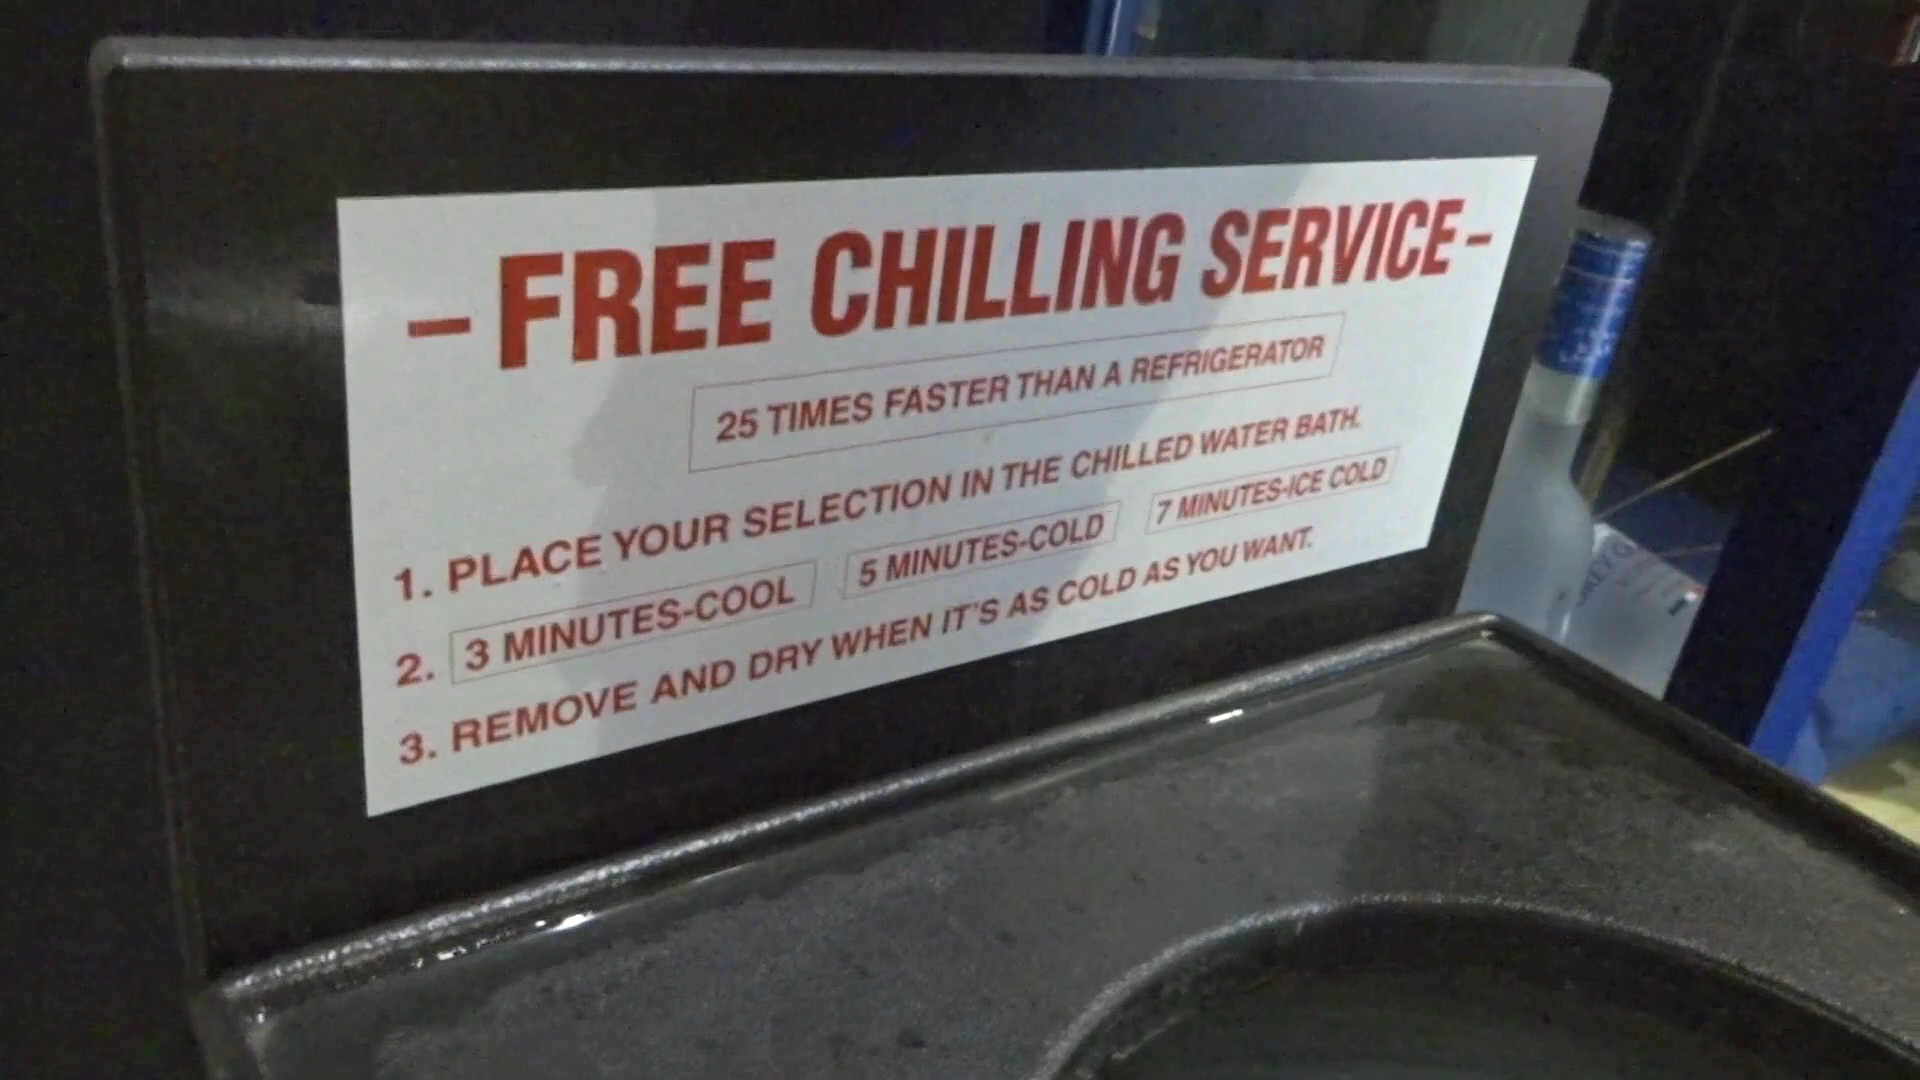 – FREE CHILLING SERVICE –
25 TIMES FASTER THAN A REFRIGERATOR
1. PLACE YOUR SELECTION IN THE CHILLED WATER BATH.
2. 3 MINUTES-COOL 5 MINUTES-COLD 7 MINUTES-ICE COLD
3. REMOVE AND DRY WHEN IT'S AS COLD AS YOU WANT.